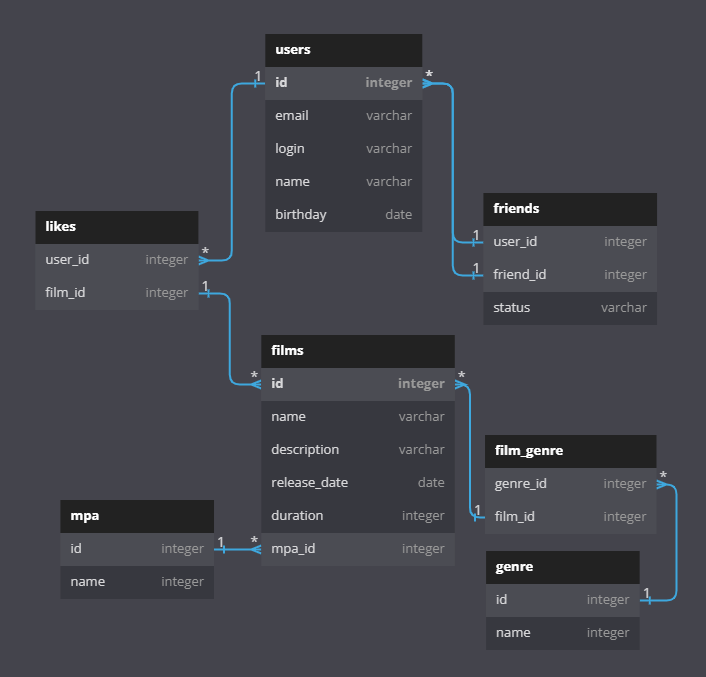 users
1 id integer *
email varchar
login varchar
name varchar
birthday date
friends
1 user_id integer
1 friend_id integer
status varchar
likes
user_id integer *
film_id integer 1
films
* id integer *
name varchar
description varchar
release_date date
duration integer
* mpa_id integer
film_genre
genre_id integer *
1 film_id integer
mpa
id integer 1
name integer
genre
id integer 1
name integer